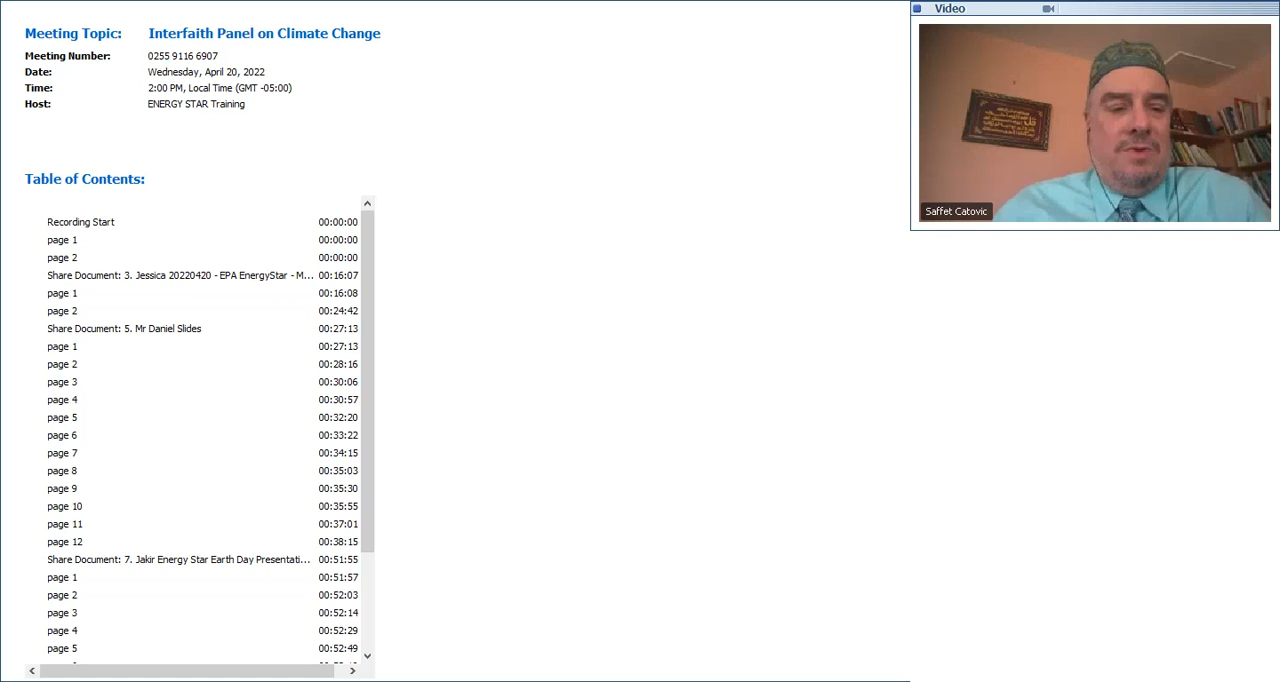 Meeting Topic: Interfaith Panel on Climate Change
Meeting Number: 0255 9116 6907
Date: Wednesday, April 20, 2022
Time: 2:00 PM, Local Time (GMT -05:00)
Host: ENERGY STAR Training
Table of Contents:
Recording Start 00:00:00
page 1 00:00:00
page 2 00:00:00
Share Document: 3. Jessica 20220420 - EPA EnergyStar - M... 00:16:07
page 1 00:16:08
page 2 00:24:42
Share Document: 5. Mr Daniel Slides 00:27:13
page 1 00:27:13
page 2 00:28:16
page 3 00:30:06
page 4 00:30:57
page 5 00:32:20
page 6 00:33:22
page 7 00:34:15
page 8 00:35:03
page 9 00:35:30
page 10 00:35:55
page 11 00:37:01
page 12 00:38:15
Share Document: 7. Jakir Energy Star Earth Day Presentati... 00:51:55
page 1 00:51:57
page 2 00:52:03
page 3 00:52:14
page 4 00:52:29
page 5 00:52:49
Video
Saffet Catovic